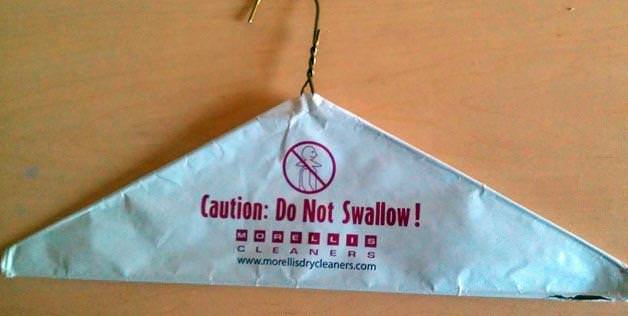 Caution: Do Not Swallow!
MORELLIS
CLEANERS
www.morellisdrycleaners.com